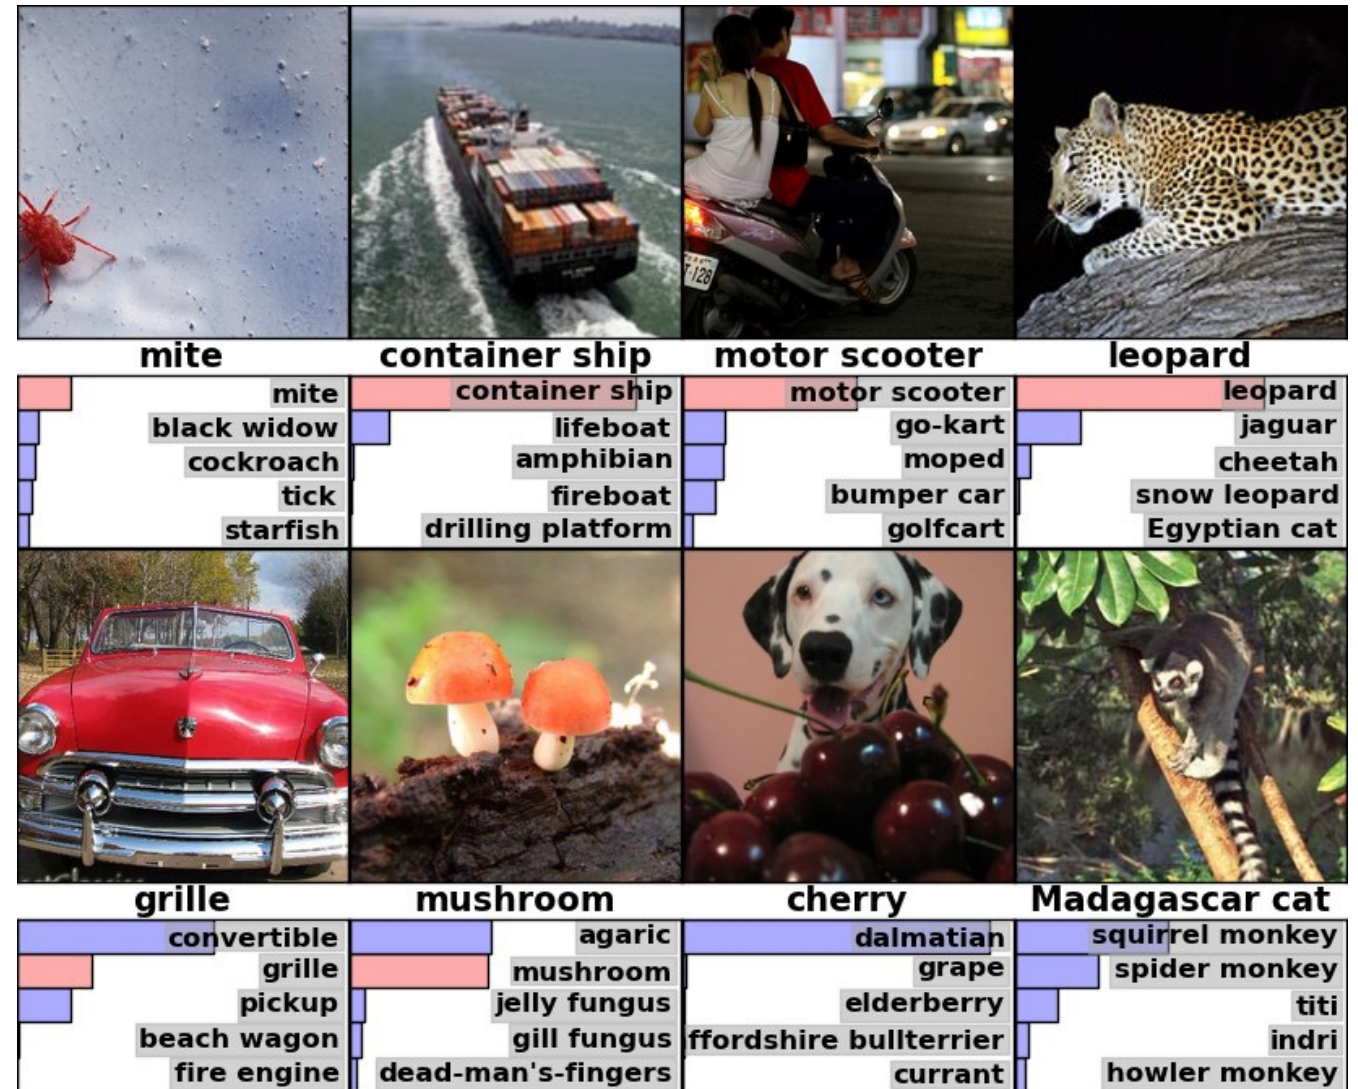 T-128
mite
container ship
motor scooter
leopard
mite
black widow
cockroach
tick
starfish
container ship
lifeboat
amphibian
fireboat
drilling platform
motor scooter
go-kart
moped
bumper car
golfcart
leopard
jaguar
cheetah
snow leopard
Egyptian cat
grille
mushroom
cherry
Madagascar cat
convertible
grille
pickup
beach wagon
fire engine
agaric
mushroom
jelly fungus
gill fungus
dead-man's-fingers
dalmatian
grape
elderberry
ffordshire bullterrier
currant
squirrel monkey
spider monkey
titi
indri
howler monkey